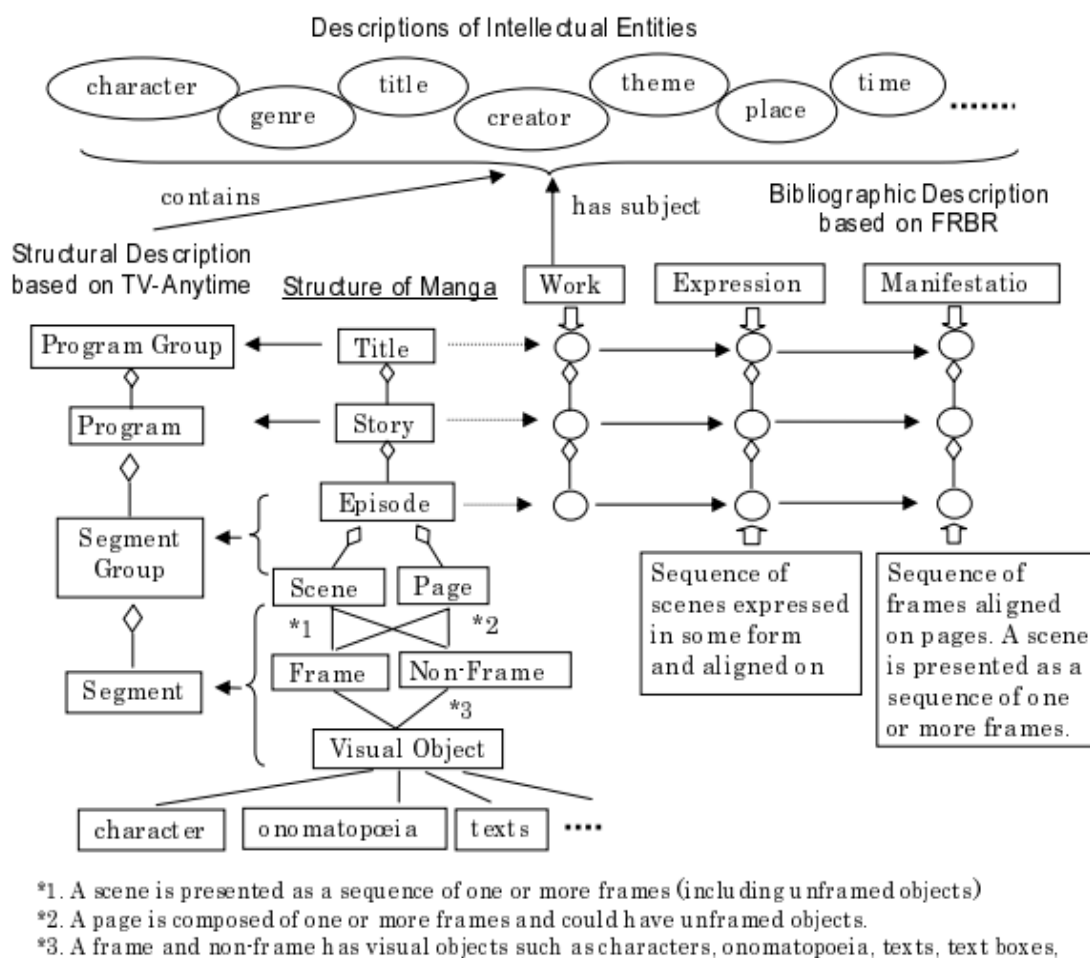 Descriptions of Intellectual Entities
character
genre
title
creator
theme
place
time
........
contains
has subject
Bibliographic Description
based on FRBR
Structural Description
based on TV-Anytime
Structure of Manga
Work
Expression
Manifestatio
Program Group
Title
Program
Story
Episode
Segment
Group
Scene
Page
*1
*2
Sequence of
scenes expressed
in some form
and aligned on
Sequence of
frames aligned
on pages. A scene
is presented as a
sequence of one
or more frames.
Segment
Frame
Non-Frame
*3
Visual Object
character
onomatopœia
texts
....
*1. A scene is presented as a sequence of one or more frames (including unframed objects)
*2. A page is composed of one or more frames and could have unframed objects.
*3. A frame and non-frame has visual objects such as characters, onomatopoeia, texts, text boxes,